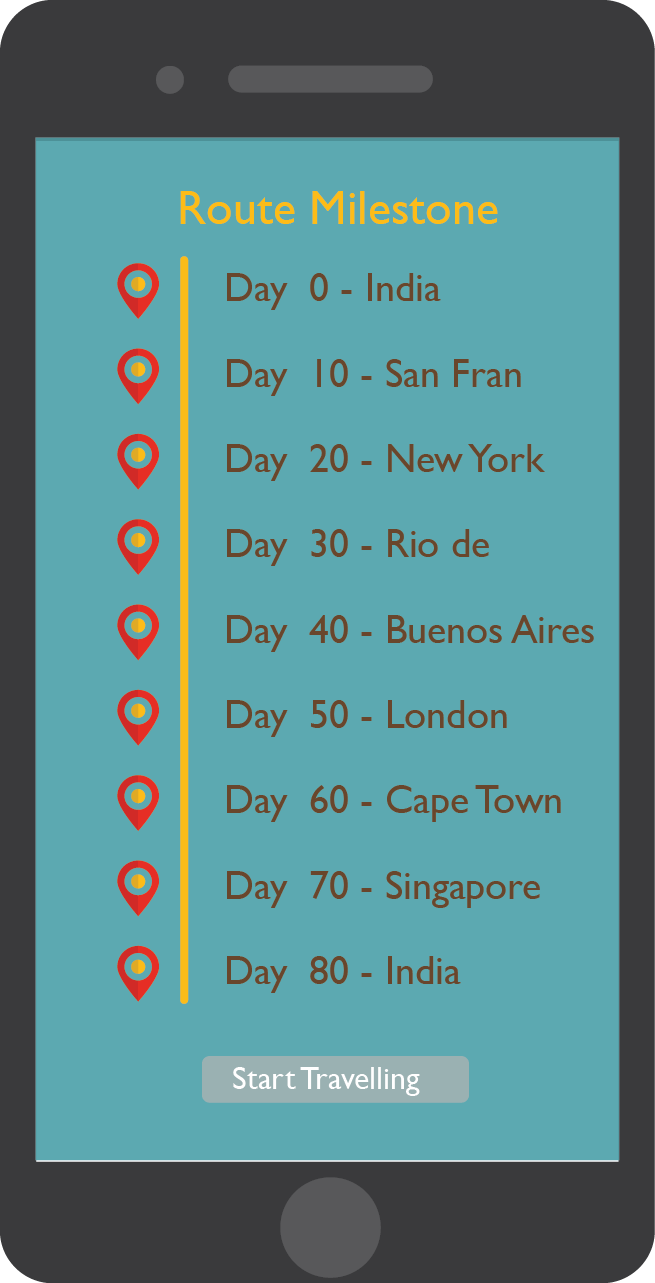 Route Milestone
Day 0 - India
Day 10 - San Fran
Day 20 - New York
Day 30 - Rio de
Day 40 - Buenos Aires
Day 50 - London
Day 60 - Cape Town
Day 70 - Singapore
Day 80 - India
Start Travelling